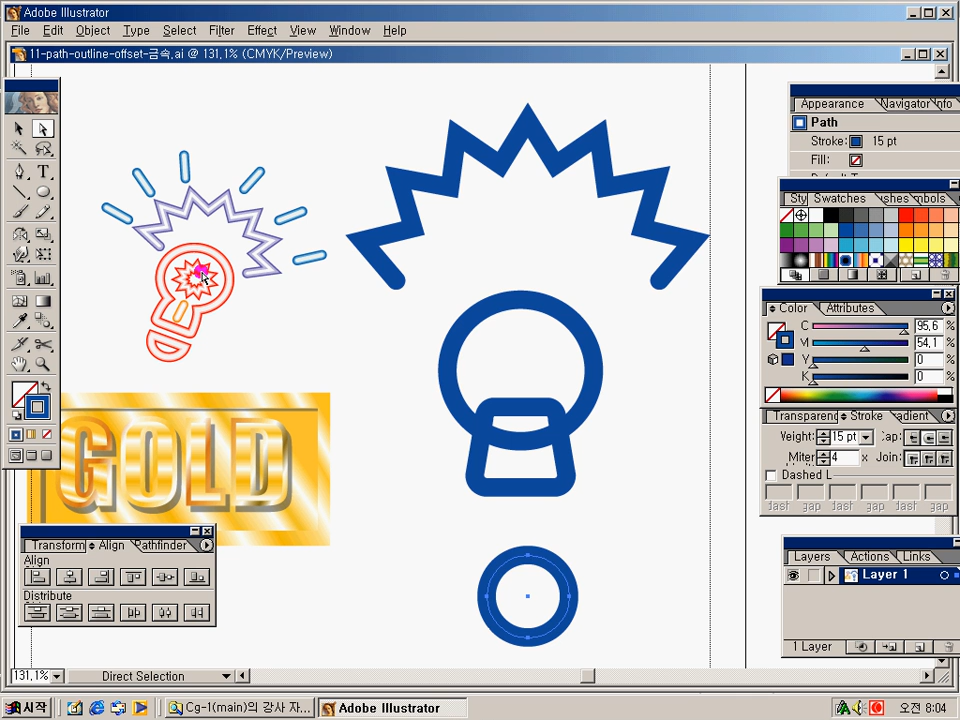 Adobe Illustrator
File Edit Object Type Select Filter Effect View Window Help
11-path-outline-offset-금속.ai @ 131.1% (CMYK/Preview)
Appearance Navigator Info
Path
Stroke: 15 pt
Fill:
Sty Swatches shes mbols
Color Attributes
C 95,6 %
M 54,1 %
Y 0 %
K 0 %
Transparenc Stroke radient
Weight: 15 pt Cap:
Miter 4 x Join:
Dashed L
dash gap dash gap dash gap
GOLD
Transform Align Pathfinder
Align
Distribute
Layers Actions Links
Layer 1
1 Layer
131.1% Direct Selection
시작 Cg-1(main)의 강사 자... Adobe Illustrator 오전 8:04